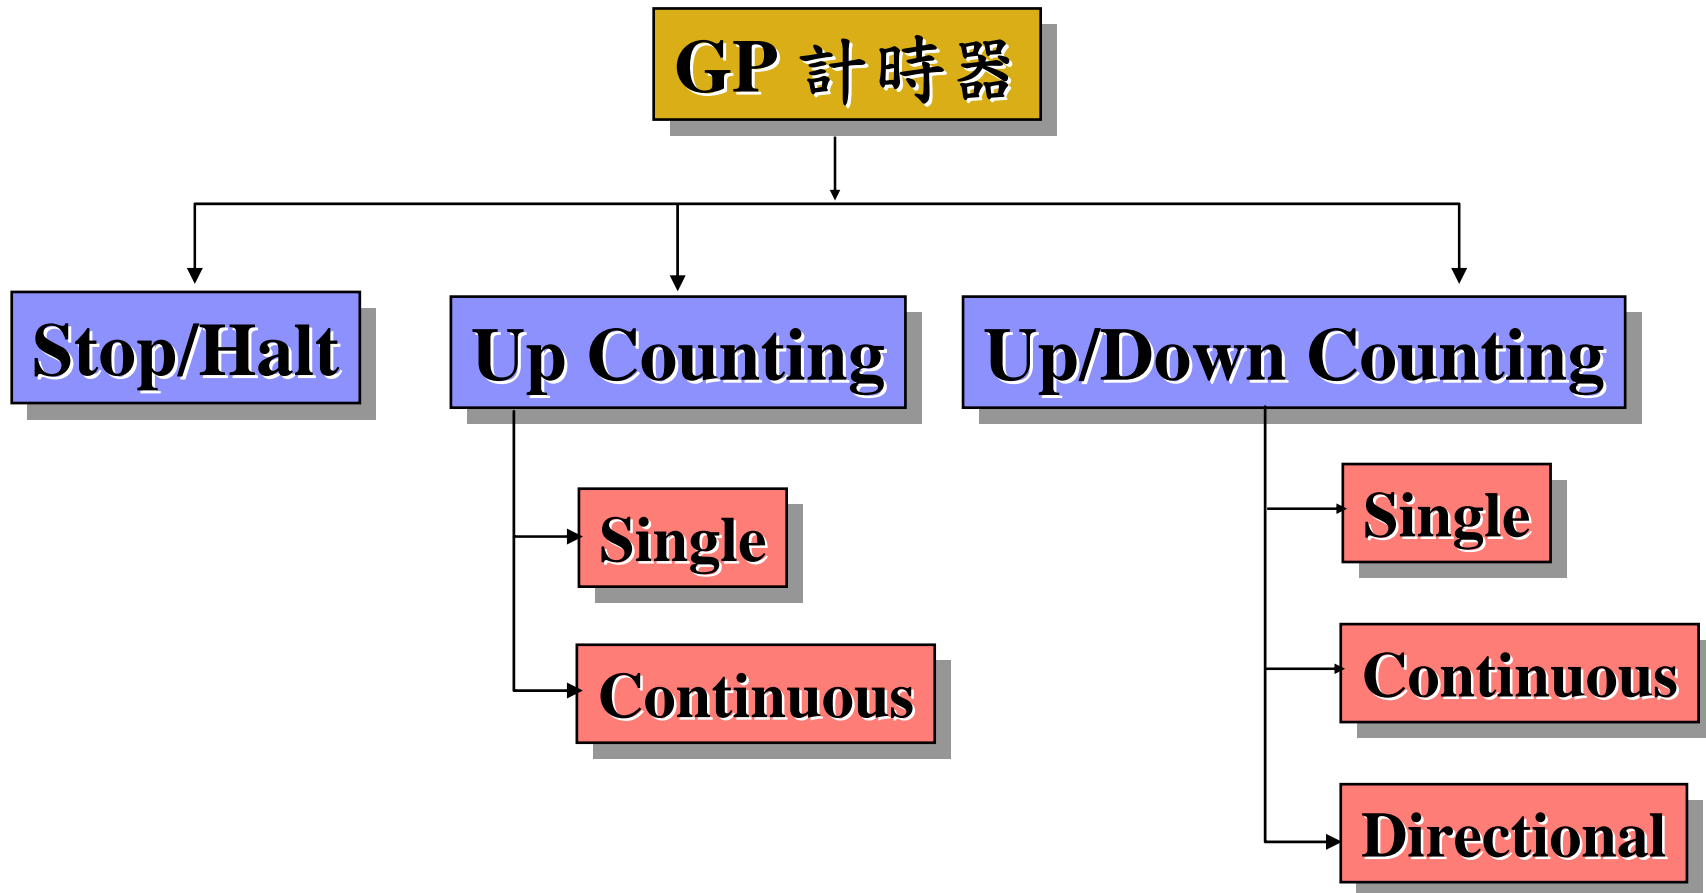 GP 計時器
Stop/Halt
Up Counting
Up/Down Counting
Single
Continuous
Single
Continuous
Directional